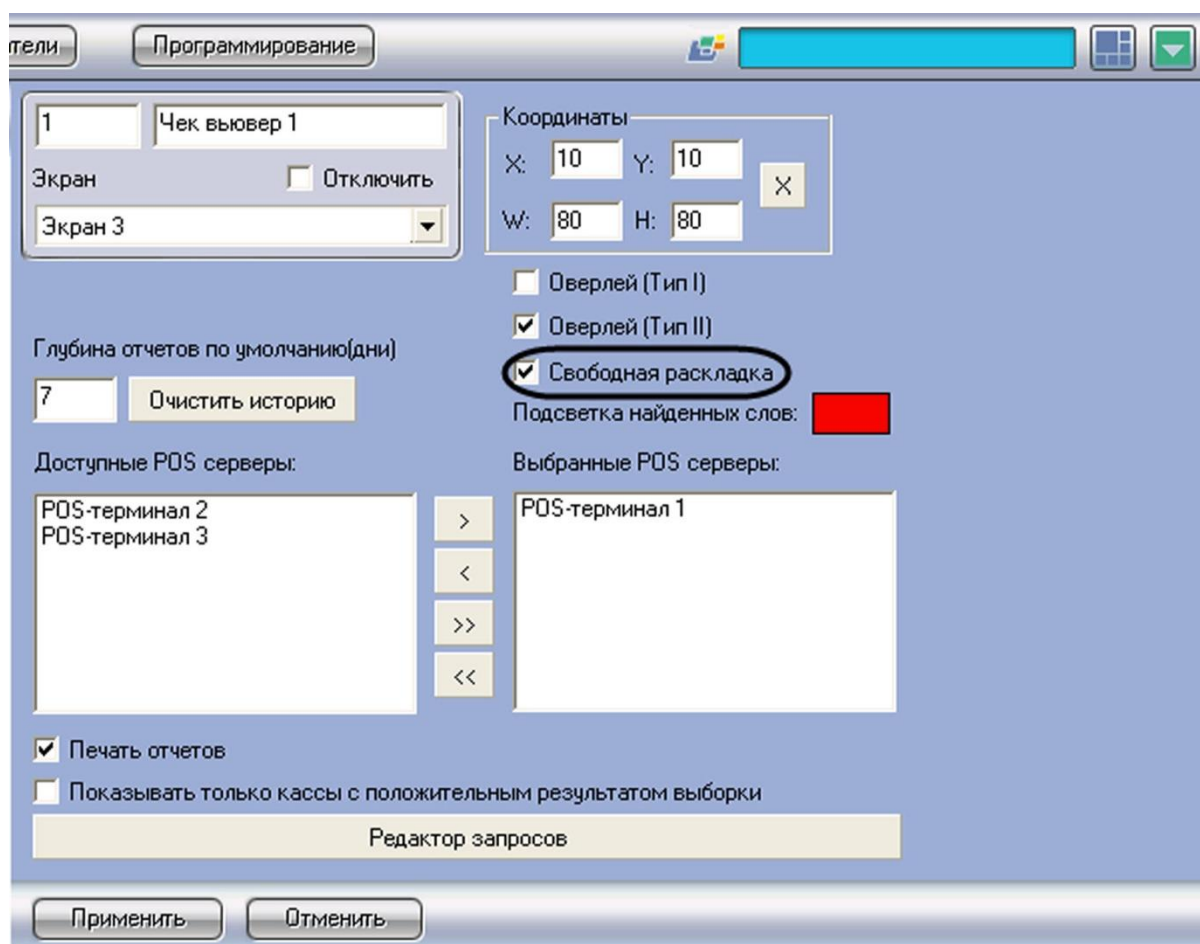 тели
Программирование
1
Чек вьювер 1
Экран
Отключить
Экран 3
Координаты
X: 10 Y: 10
X
W: 80 H: 80
Оверлей (Тип I)
Оверлей (Тип II)
Свободная раскладка
Подсветка найденных слов:
Глубина отчетов по умолчанию(дни)
7
Очистить историю
Доступные POS серверы:
POS-терминал 2
POS-терминал 3
>
<
>>
<<
Выбранные POS серверы:
POS-терминал 1
Печать отчетов
Показывать только кассы с положительным результатом выборки
Редактор запросов
Применить
Отменить